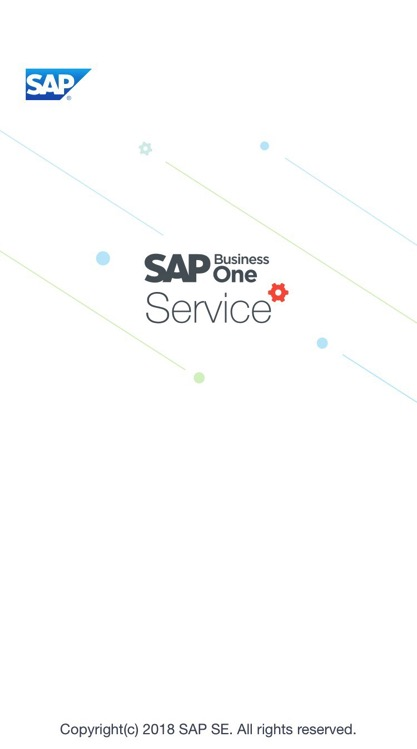 SAP®
SAP Business One
Service
Copyright(c) 2018 SAP SE. All rights reserved.